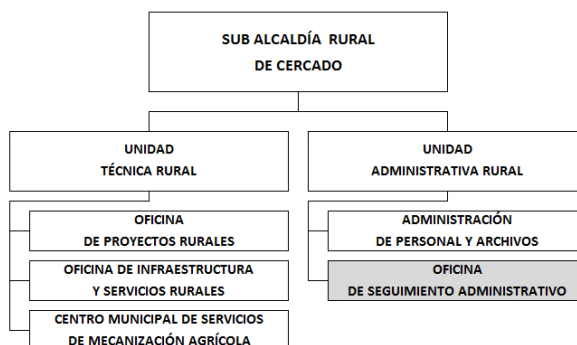 SUB ALCALDÍA RURAL
DE CERCADO
UNIDAD
TÉCNICA RURAL
UNIDAD
ADMINISTRATIVA RURAL
OFICINA
DE PROYECTOS RURALES
ADMINISTRACIÓN
DE PERSONAL Y ARCHIVOS
OFICINA DE INFRAESTRUCTURA
Y SERVICIOS RURALES
OFICINA
DE SEGUIMIENTO ADMINISTRATIVO
CENTRO MUNICIPAL DE SERVICIOS
DE MECANIZACIÓN AGRÍCOLA